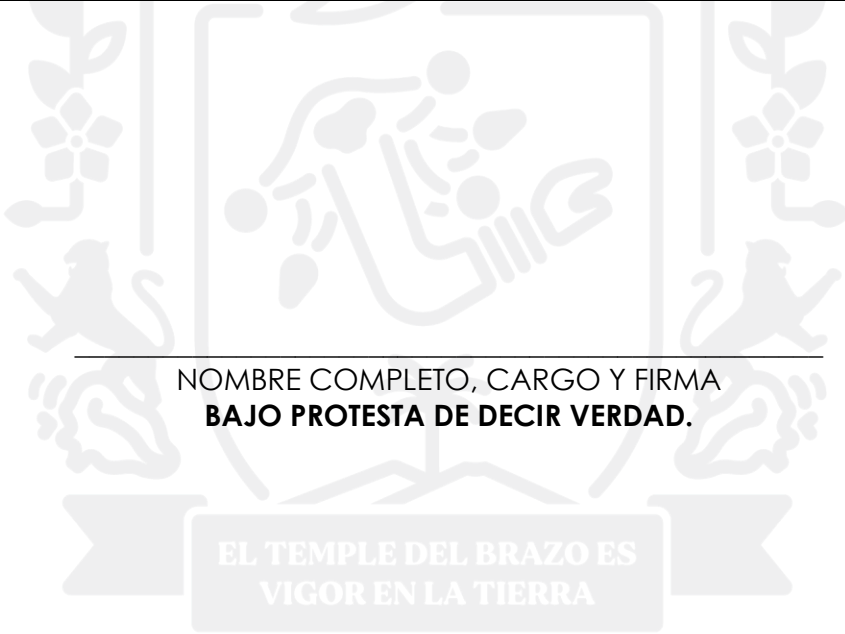 NOMBRE COMPLETO, CARGO Y FIRMA
BAJO PROTESTA DE DECIR VERDAD.
EL TEMPLE DEL BRAZO ES
VIGOR EN LA TIERRA